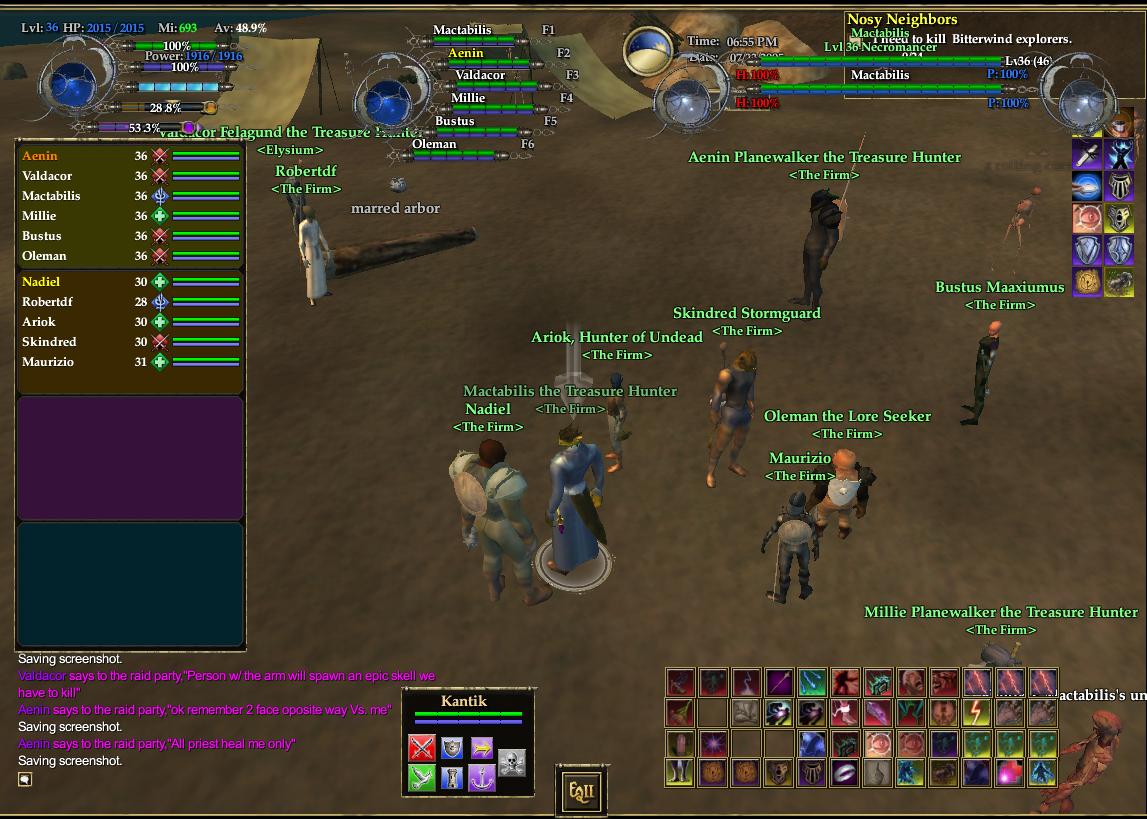 Lvl: 36 HP: 2015 / 2015 Mi: 693 Av: 48.9%
100%
Power: 1916 / 1916
100%
28.8%
53.3%
Mactabilis F1
Aenin F2
Valdacor F3
Millie F4
Bustus F5
Oleman F6
Time: 06:55 PM
Date:
Nosy Neighbors
I need to kill Bitterwind explorers.
Mactabilis
Lvl 36 Necromancer
H:100% Lv36 (46)
Mactabilis P:100%
H:100% P:100%
Valdacor Felagund the Treasure Hunter
<Elysium>
Robertdf
<The Firm>
marred arbor
Aenin Planewalker the Treasure Hunter
<The Firm>
Bustus Maaxiumus
<The Firm>
Skindred Stormguard
<The Firm>
Ariok, Hunter of Undead
<The Firm>
Mactabilis the Treasure Hunter
<The Firm>
Nadiel
<The Firm>
Oleman the Lore Seeker
<The Firm>
Maurizio
<The Firm>
Millie Planewalker the Treasure Hunter
<The Firm>
actabilis's un
Aenin 36
Valdacor 36
Mactabilis 36
Millie 36
Bustus 36
Oleman 36
Nadiel 30
Robertdf 28
Ariok 30
Skindred 30
Maurizio 31
Saving screenshot.
Valdacor says to the raid party,"Person w/ the arm will spawn an epic skell we
have to kill"
Aenin says to the raid party,"ok remember 2 face oposite way Vs. me"
Saving screenshot.
Aenin says to the raid party,"All priest heal me only"
Saving screenshot.
Kantik
EQII